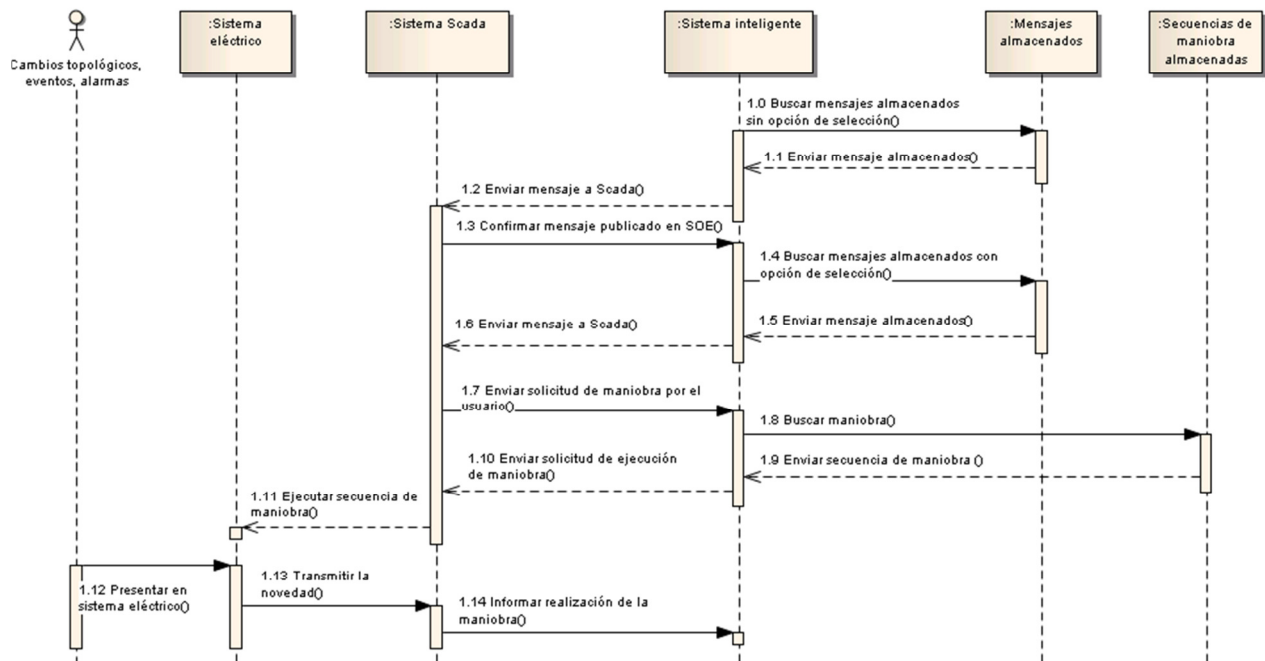 :Sistema
eléctrico
:Sistema Scada
:Sistema inteligente
:Mensajes
almacenados
:Secuencias de
maniobra
almacenadas
Cambios topológicos,
eventos, alarmas
1.0 Buscar mensajes almacenados
sin opción de selección()
1.1 Enviar mensaje almacenados()
1.2 Enviar mensaje a Scada()
1.3 Confirmar mensaje publicado en SOE()
1.4 Buscar mensajes almacenados con
opción de selección()
1.5 Enviar mensaje almacenados()
1.6 Enviar mensaje a Scada()
1.7 Enviar solicitud de maniobra por el
usuario()
1.8 Buscar maniobra()
1.9 Enviar secuencia de maniobra ()
1.10 Enviar solicitud de ejecución
de maniobra()
1.11 Ejecutar secuencia de
maniobra()
1.12 Presentar en
sistema eléctrico()
1.13 Transmitir la
novedad()
1.14 Informar realización de la
maniobra()